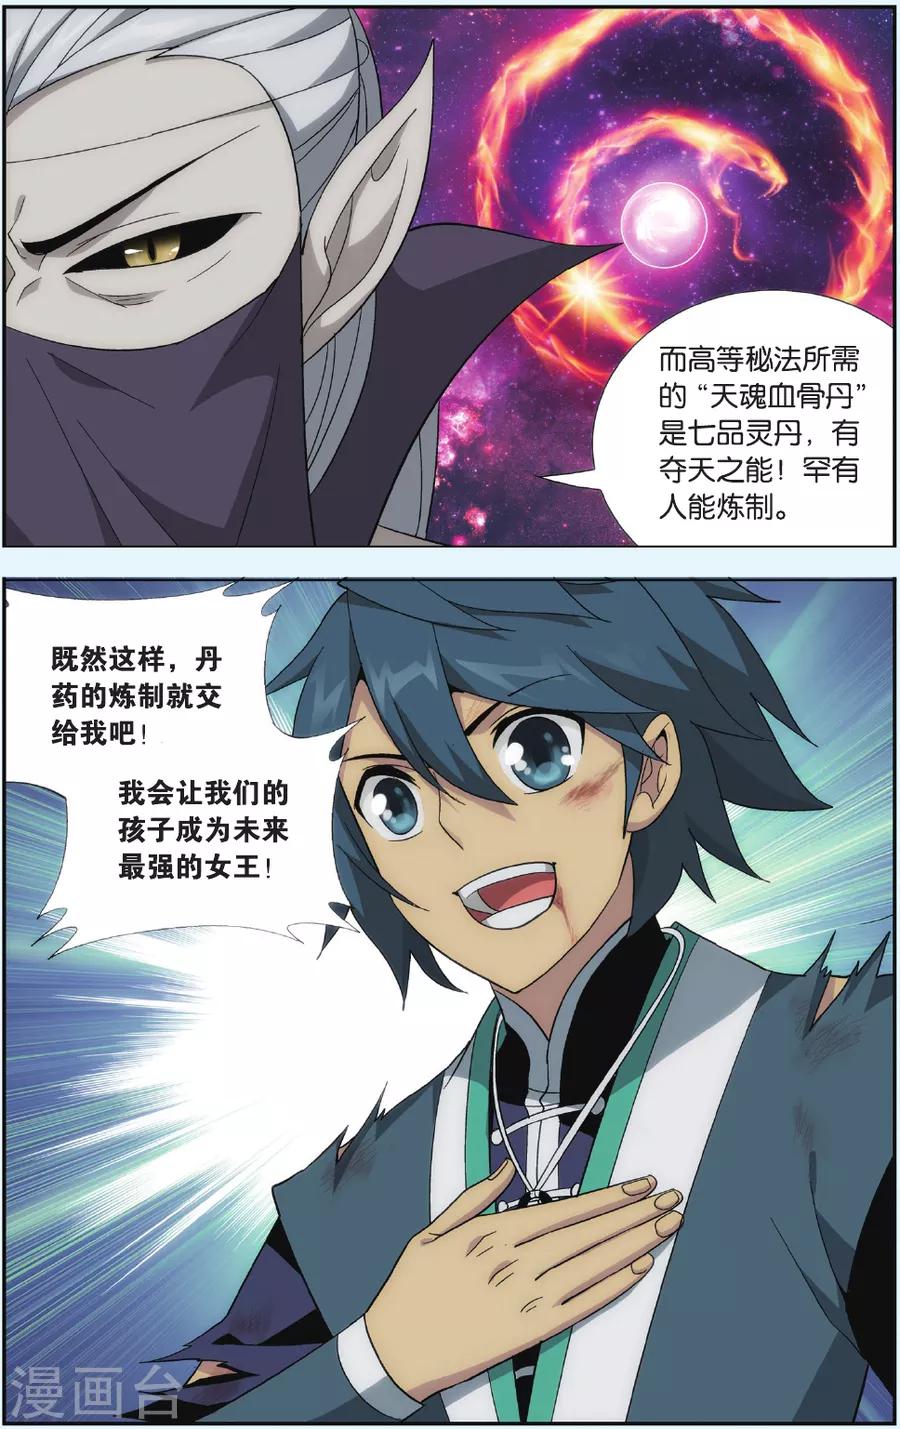 而高等秘法所需
的“天魂血骨丹”
是七品灵丹，有
夺天之能！罕有
人能炼制。
既然这样，丹
药的炼制就交
给我吧！
我会让我们的
孩子成为未来
最强的女王！
漫画台